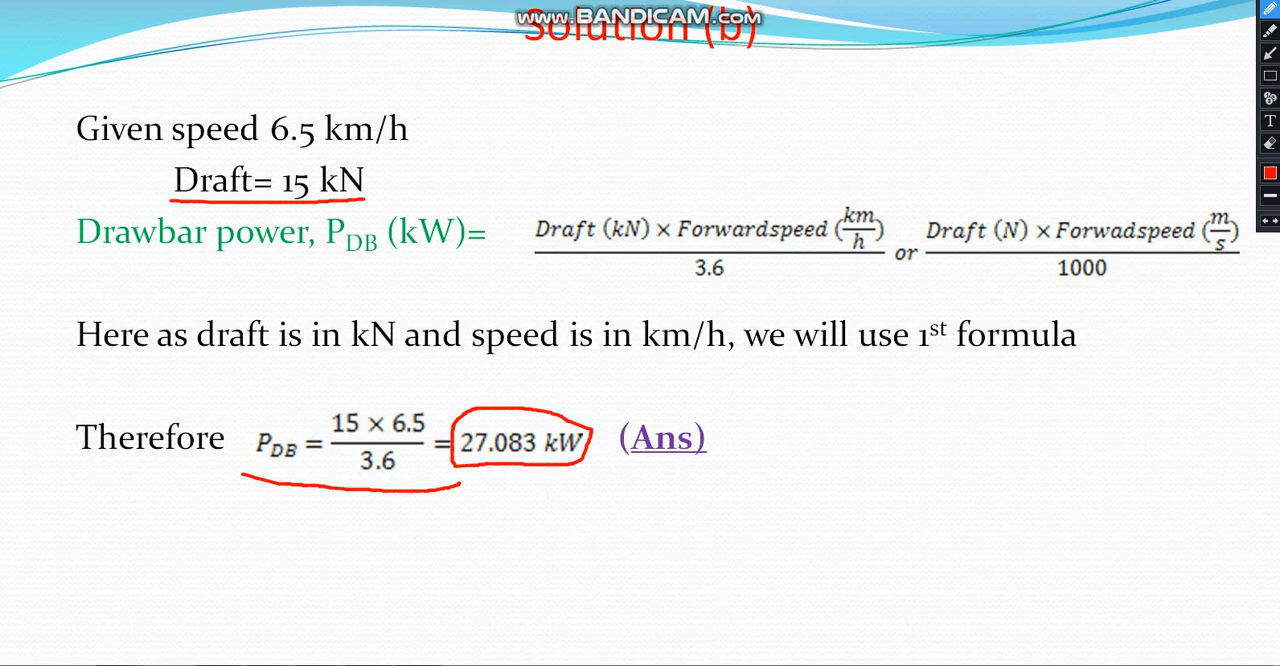 www.BANDICAM.com
Solution (b)
Given speed 6.5 km/h
Draft= 15 kN
Drawbar power, P_DB (kW)= Draft (kN) × Forwardspeed (km/h) / 3.6 or Draft (N) × Forwadspeed (m/s) / 1000
Here as draft is in kN and speed is in km/h, we will use 1st formula
Therefore P_DB = 15 × 6.5 / 3.6 = 27.083 kW (Ans)
T